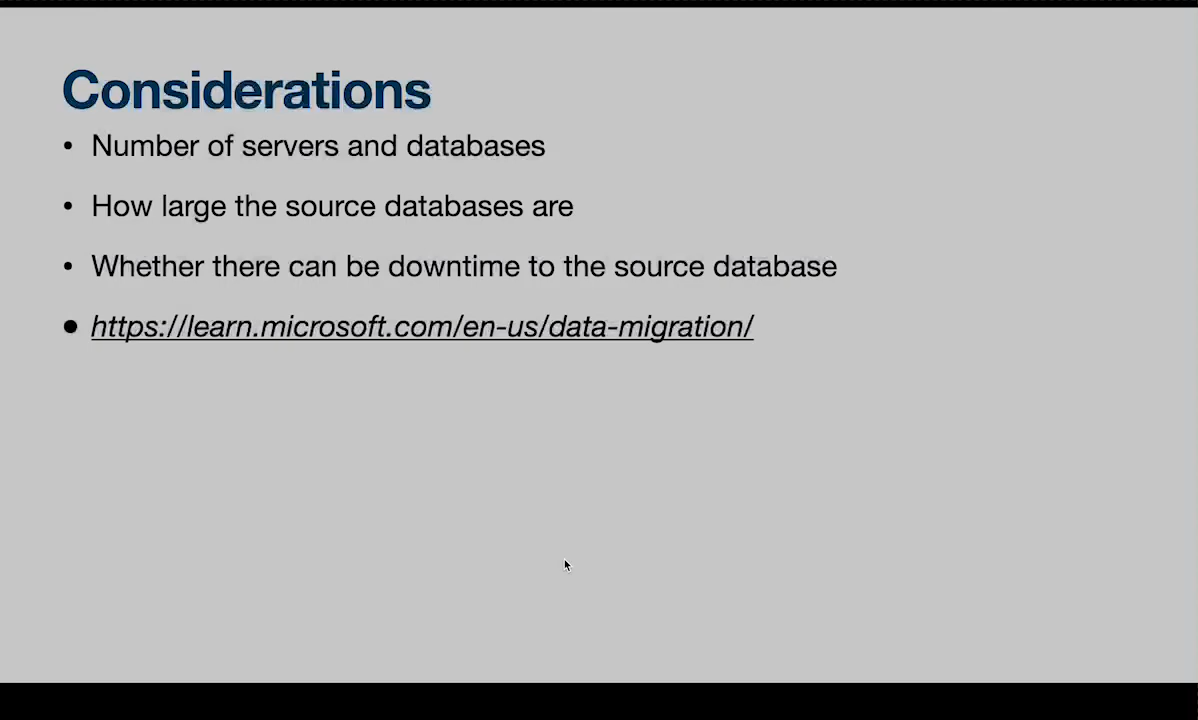 Considerations
• Number of servers and databases
• How large the source databases are
• Whether there can be downtime to the source database
• https://learn.microsoft.com/en-us/data-migration/